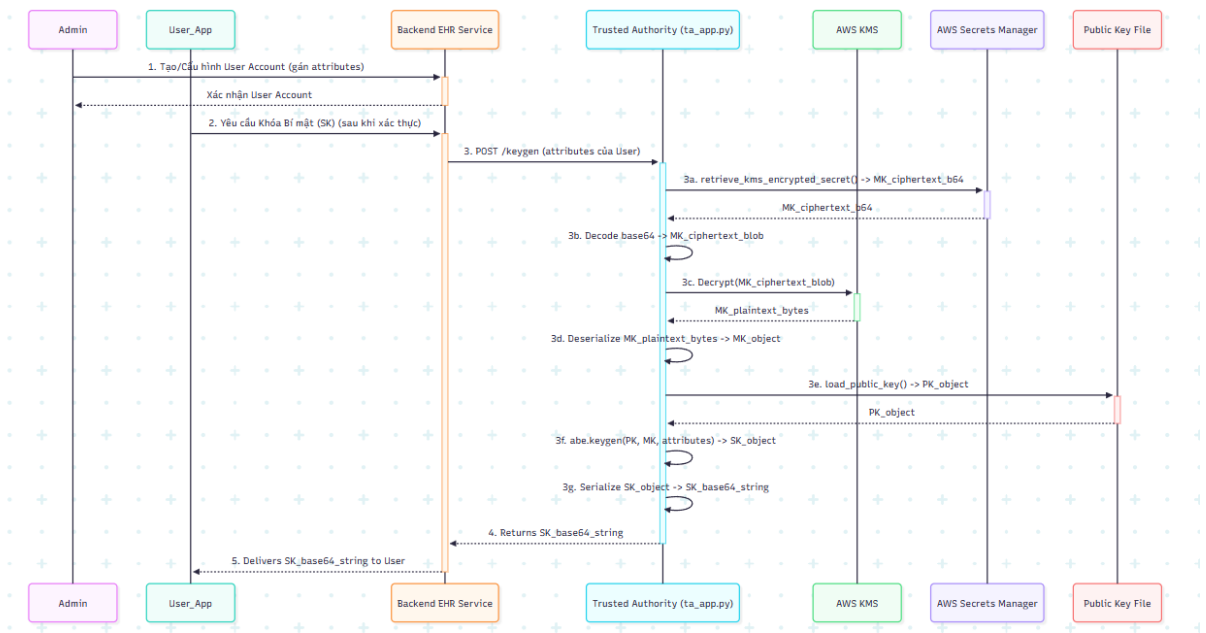 Admin
User_App
Backend EHR Service
Trusted Authority (ta_app.py)
AWS KMS
AWS Secrets Manager
Public Key File
1. Tạo/Cấu hình User Account (gán attributes)
Xác nhận User Account
2. Yêu cầu Khóa Bí mật (SK) (sau khi xác thực)
3. POST /keygen (attributes của User)
3a. retrieve_kms_encrypted_secret() -> MK_ciphertext_b64
MK_ciphertext_b64
3b. Decode base64 -> MK_ciphertext_blob
3c. Decrypt(MK_ciphertext_blob)
MK_plaintext_bytes
3d. Deserialize MK_plaintext_bytes -> MK_object
3e. load_public_key() -> PK_object
PK_object
3f. abe.keygen(PK, MK, attributes) -> SK_object
3g. Serialize SK_object -> SK_base64_string
4. Returns SK_base64_string
5. Delivers SK_base64_string to User
Admin
User_App
Backend EHR Service
Trusted Authority (ta_app.py)
AWS KMS
AWS Secrets Manager
Public Key File